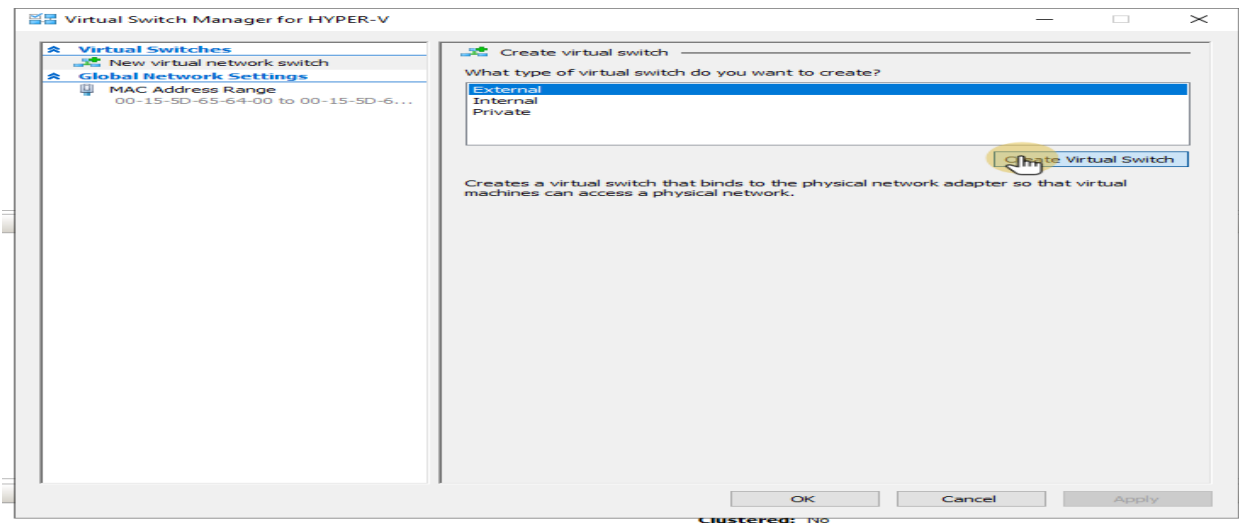 Virtual Switch Manager for HYPER-V
Virtual Switches
New virtual network switch
Global Network Settings
MAC Address Range
00-15-5D-65-64-00 to 00-15-5D-6...
Create virtual switch
What type of virtual switch do you want to create?
External
Internal
Private
Create Virtual Switch
Creates a virtual switch that binds to the physical network adapter so that virtual
machines can access a physical network.
OK
Cancel
Apply
Clustered: No